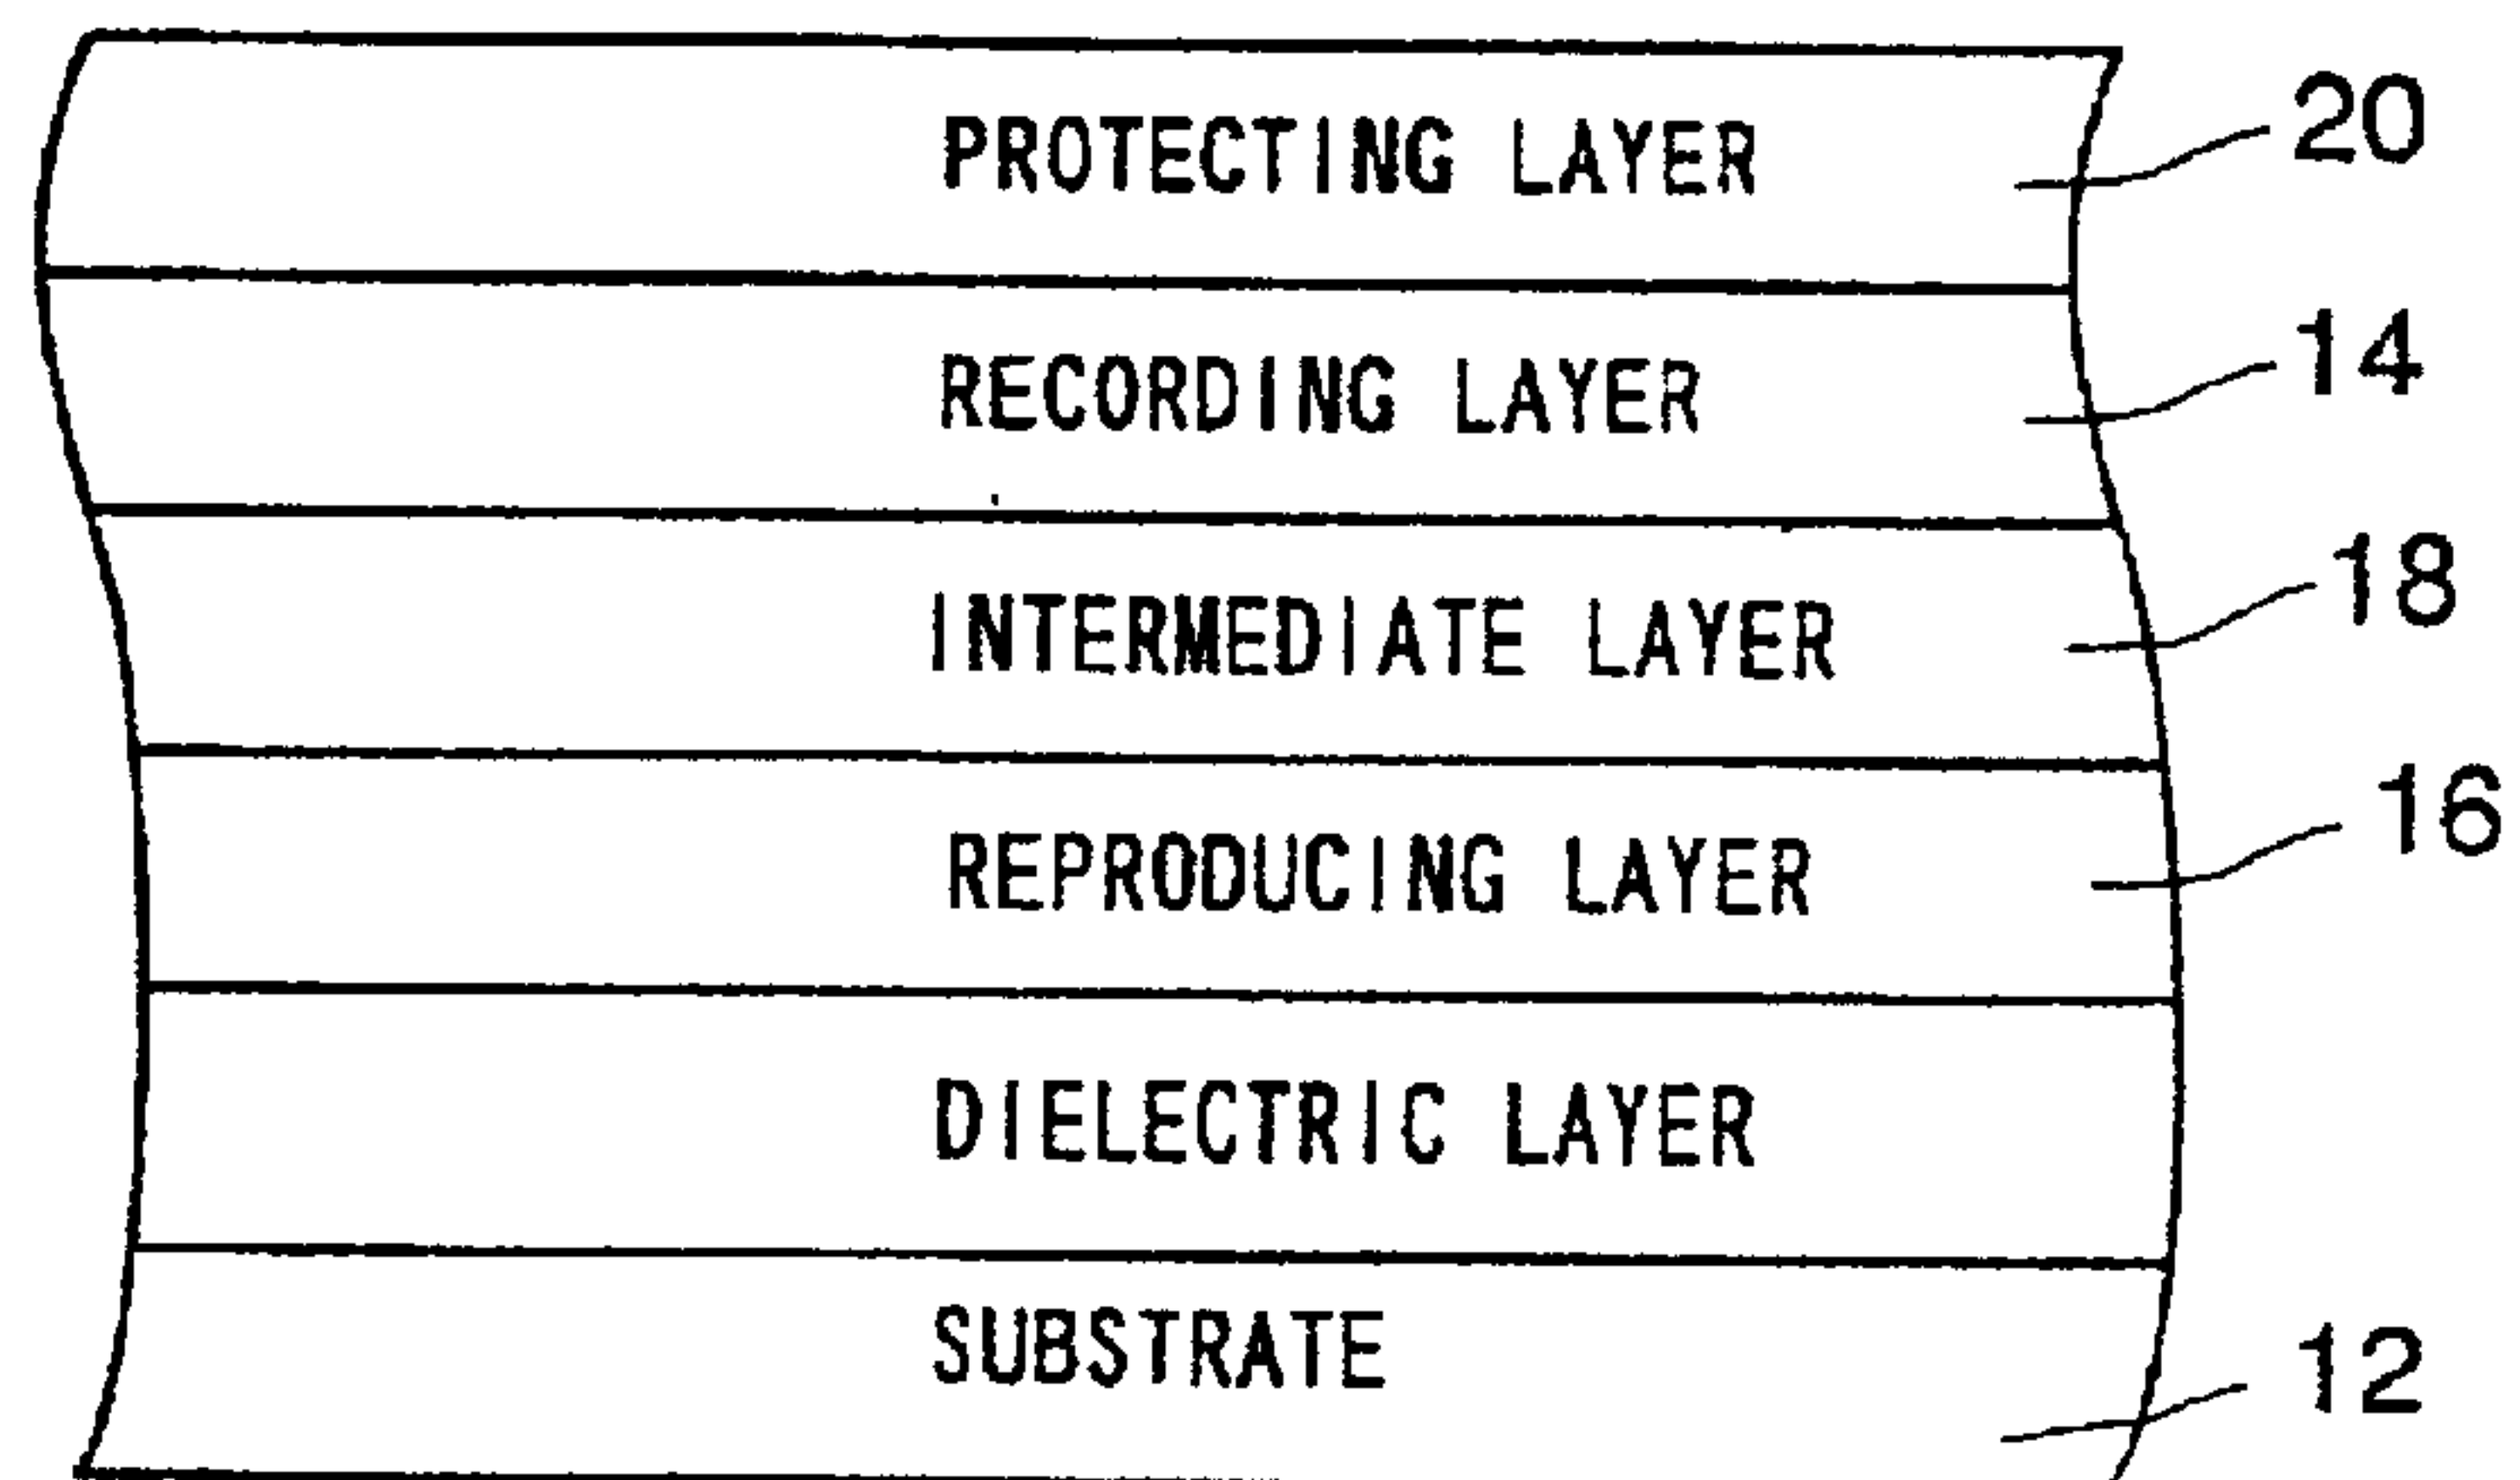 PROTECTING LAYER 20
RECORDING LAYER 14
INTERMEDIATE LAYER 18
REPRODUCING LAYER 16
DIELECTRIC LAYER
SUBSTRATE 12